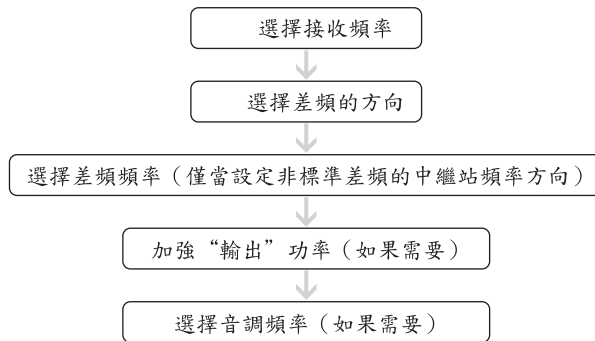 選擇接收頻率
選擇差頻的方向
選擇差頻頻率（僅當設定非標準差頻的中繼站頻率方向）
加強“輸出”功率（如果需要）
選擇音調頻率（如果需要）